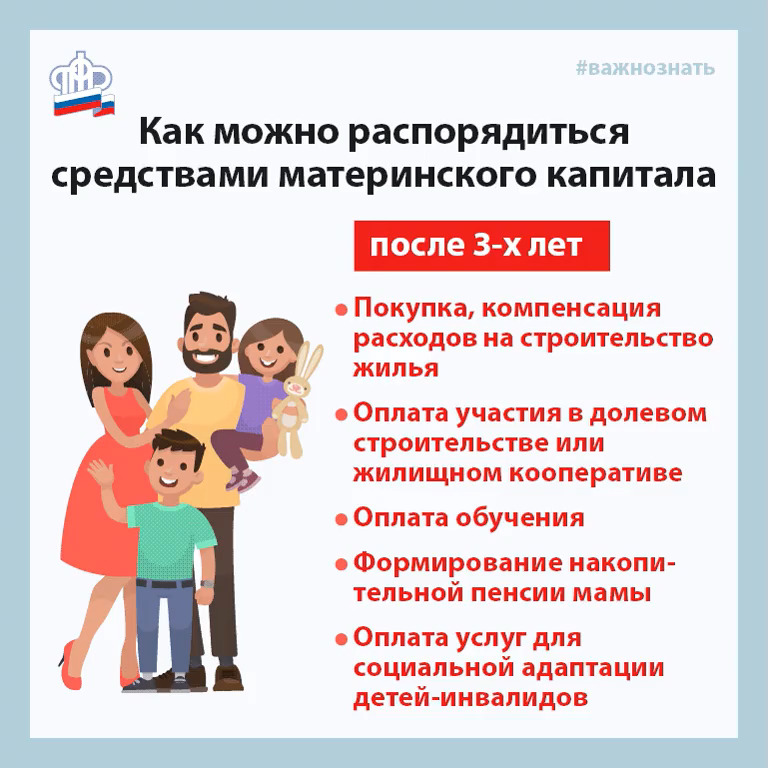 #важнознать
Как можно распорядиться
средствами материнского капитала
после 3-х лет
Покупка, компенсация
расходов на строительство
жилья
Оплата участия в долевом
строительстве или
жилищном кооперативе
Оплата обучения
Формирование накопи-
тельной пенсии мамы
Оплата услуг для
социальной адаптации
детей-инвалидов